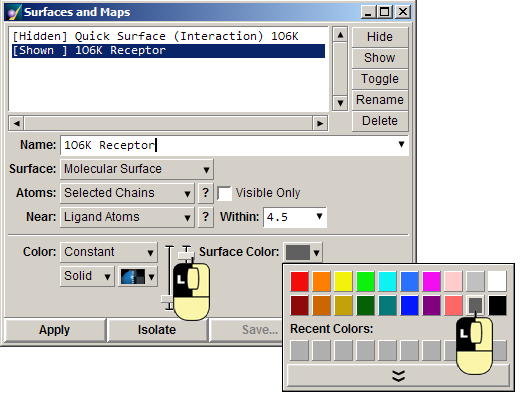 Surfaces and Maps
[Hidden] Quick Surface (Interaction) 1O6K
[Shown ] 1O6K Receptor
Hide
Show
Toggle
Rename
Delete
Name: 1O6K Receptor
Surface: Molecular Surface
Atoms: Selected Chains ? Visible Only
Near: Ligand Atoms ? Within: 4.5
Color: Constant Surface Color:
Solid
L
Apply Isolate Save...
Recent Colors:
L